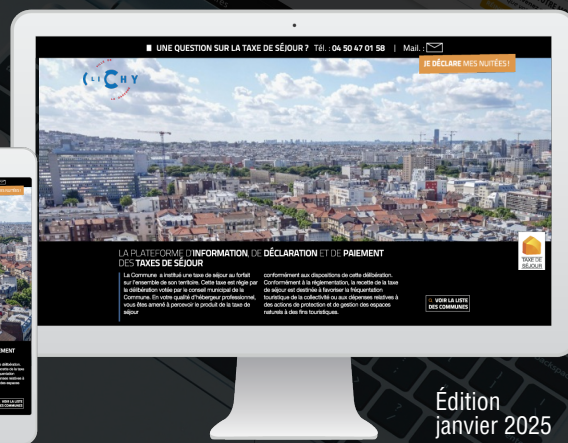 UNE QUESTION SUR LA TAXE DE SÉJOUR ? Tél. : 04 50 47 01 58 | Mail. :
JE DÉCLARE MES NUITÉES !
CLICHY
LA PLATEFORME D'INFORMATION, DE DÉCLARATION ET DE PAIEMENT
DES TAXES DE SÉJOUR
La Commune a institué une taxe de séjour au forfait
sur l'ensemble de son territoire. Cette taxe est régie par
la délibération votée par le conseil municipal de la
Commune. En votre qualité d'hébergeur professionnel,
vous êtes amené à percevoir le produit de la taxe de
séjour
conformément aux dispositions de cette délibération.
Conformément à la réglementation, la recette de la taxe
de séjour est destinée à favoriser la fréquentation
touristique de la collectivité ou aux dépenses relatives à
des actions de protection et de gestion des espaces
naturels à des fins touristiques.
VOIR LA LISTE
DES COMMUNES
TAXE DE
SÉJOUR
VOIR LA LISTE
DES COMMUNES
Édition
janvier 2025